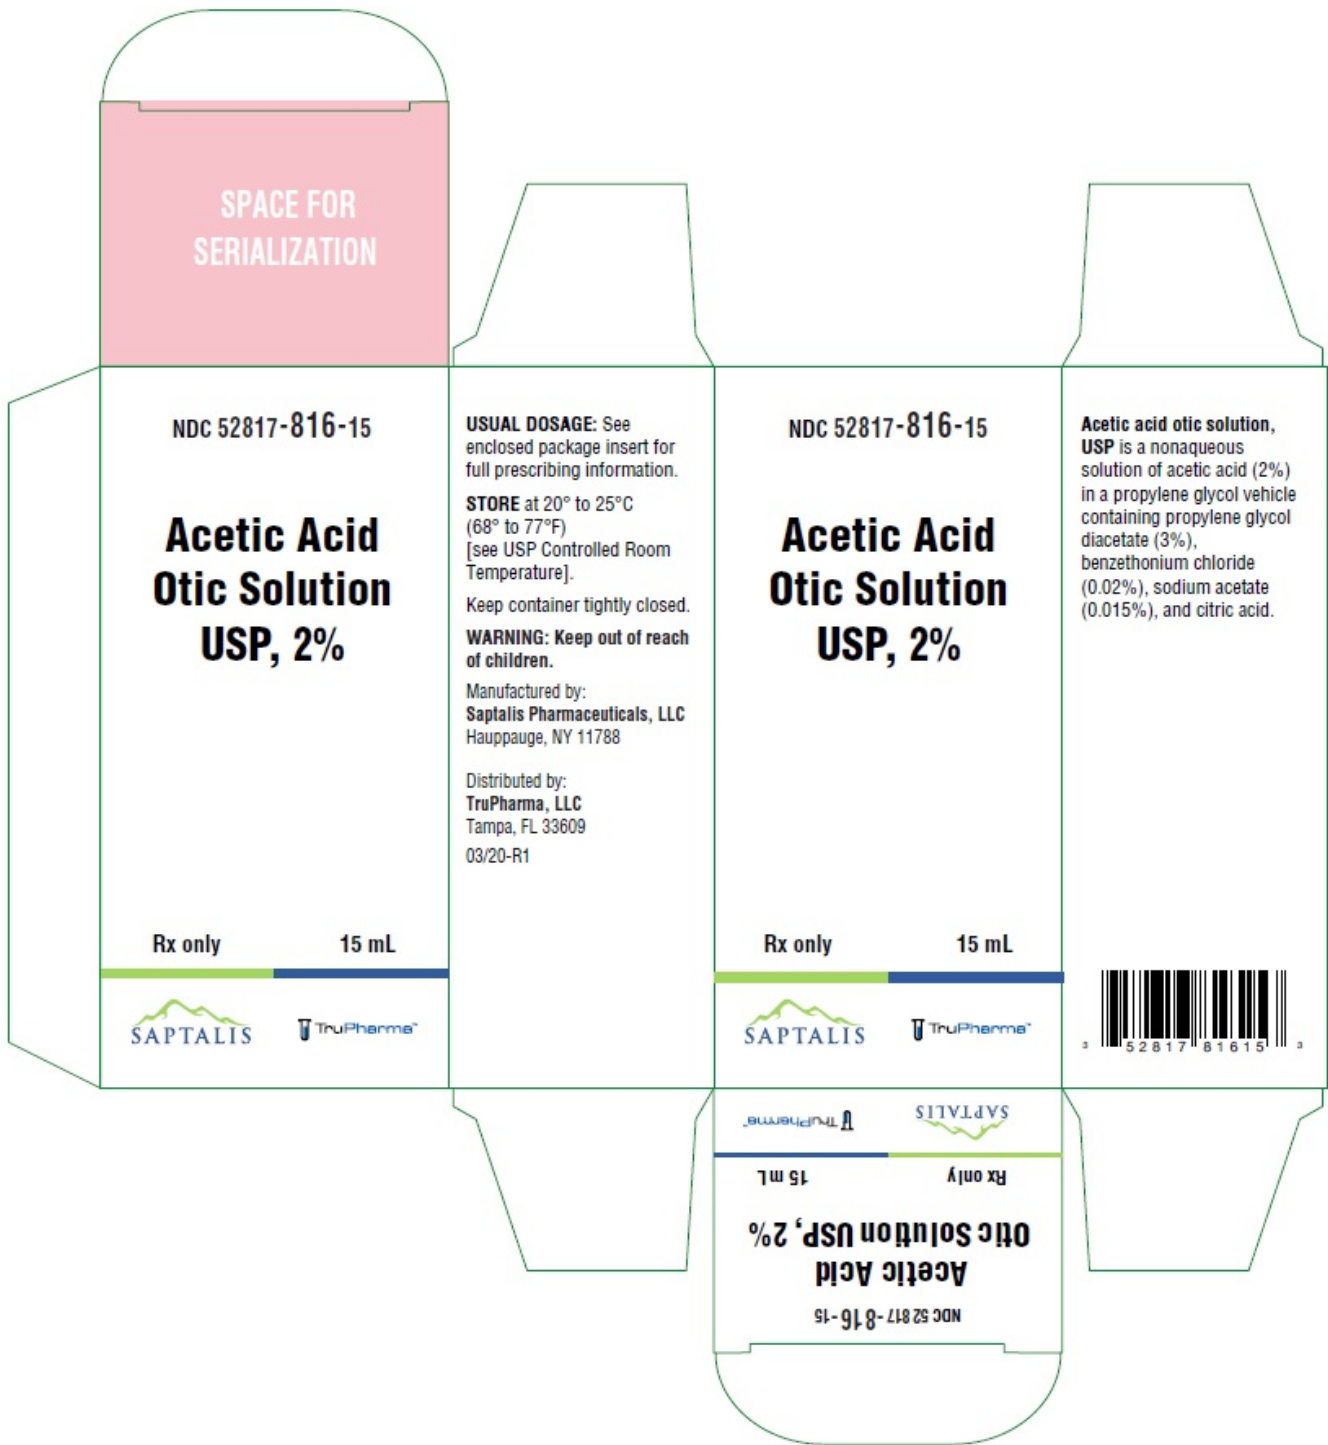 SPACE FOR
SERIALIZATION
NDC 52817-816-15
Acetic Acid
Otic Solution
USP, 2%
Rx only 15 mL
SAPTALIS TruPharma™
USUAL DOSAGE: See
enclosed package insert for
full prescribing information.
STORE at 20° to 25°C
(68° to 77°F)
[see USP Controlled Room
Temperature].
Keep container tightly closed.
WARNING: Keep out of reach
of children.
Manufactured by:
Saptalis Pharmaceuticals, LLC
Hauppauge, NY 11788
Distributed by:
TruPharma, LLC
Tampa, FL 33609
03/20-R1
NDC 52817-816-15
Acetic Acid
Otic Solution
USP, 2%
Rx only 15 mL
SAPTALIS TruPharma™
Acetic acid otic solution,
USP is a nonaqueous
solution of acetic acid (2%)
in a propylene glycol vehicle
containing propylene glycol
diacetate (3%),
benzethonium chloride
(0.02%), sodium acetate
(0.015%), and citric acid.
3 52817 81615 3
NDC 52817-816-15
Acetic Acid
Otic Solution USP, 2%
Rx only 15 mL
SAPTALIS TruPharma™